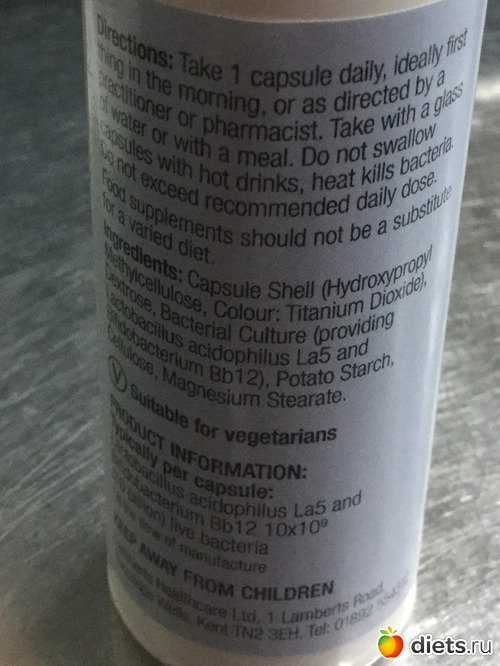 Directions: Take 1 capsule daily, ideally first
thing in the morning, or as directed by a
practitioner or pharmacist. Take with a glass
of water or with a meal. Do not swallow
capsules with hot drinks, heat kills bacteria.
Do not exceed recommended daily dose.
Food supplements should not be a substitute
for a varied diet.
Ingredients: Capsule Shell (Hydroxypropyl
Methylcellulose, Colour: Titanium Dioxide),
Dextrose, Bacterial Culture (providing
Lactobacillus acidophilus La5 and
Bifidobacterium Bb12), Potato Starch,
Cellulose, Magnesium Stearate.
V Suitable for vegetarians
PRODUCT INFORMATION:
Typically per capsule:
Lactobacillus acidophilus La5 and
Bifidobacterium Bb12 10x10⁹
(10 billion) live bacteria
at the time of manufacture
KEEP AWAY FROM CHILDREN
Lamberts Healthcare Ltd, 1 Lamberts Road,
Tunbridge Wells, Kent TN2 3EH. Tel: 01892
diets.ru